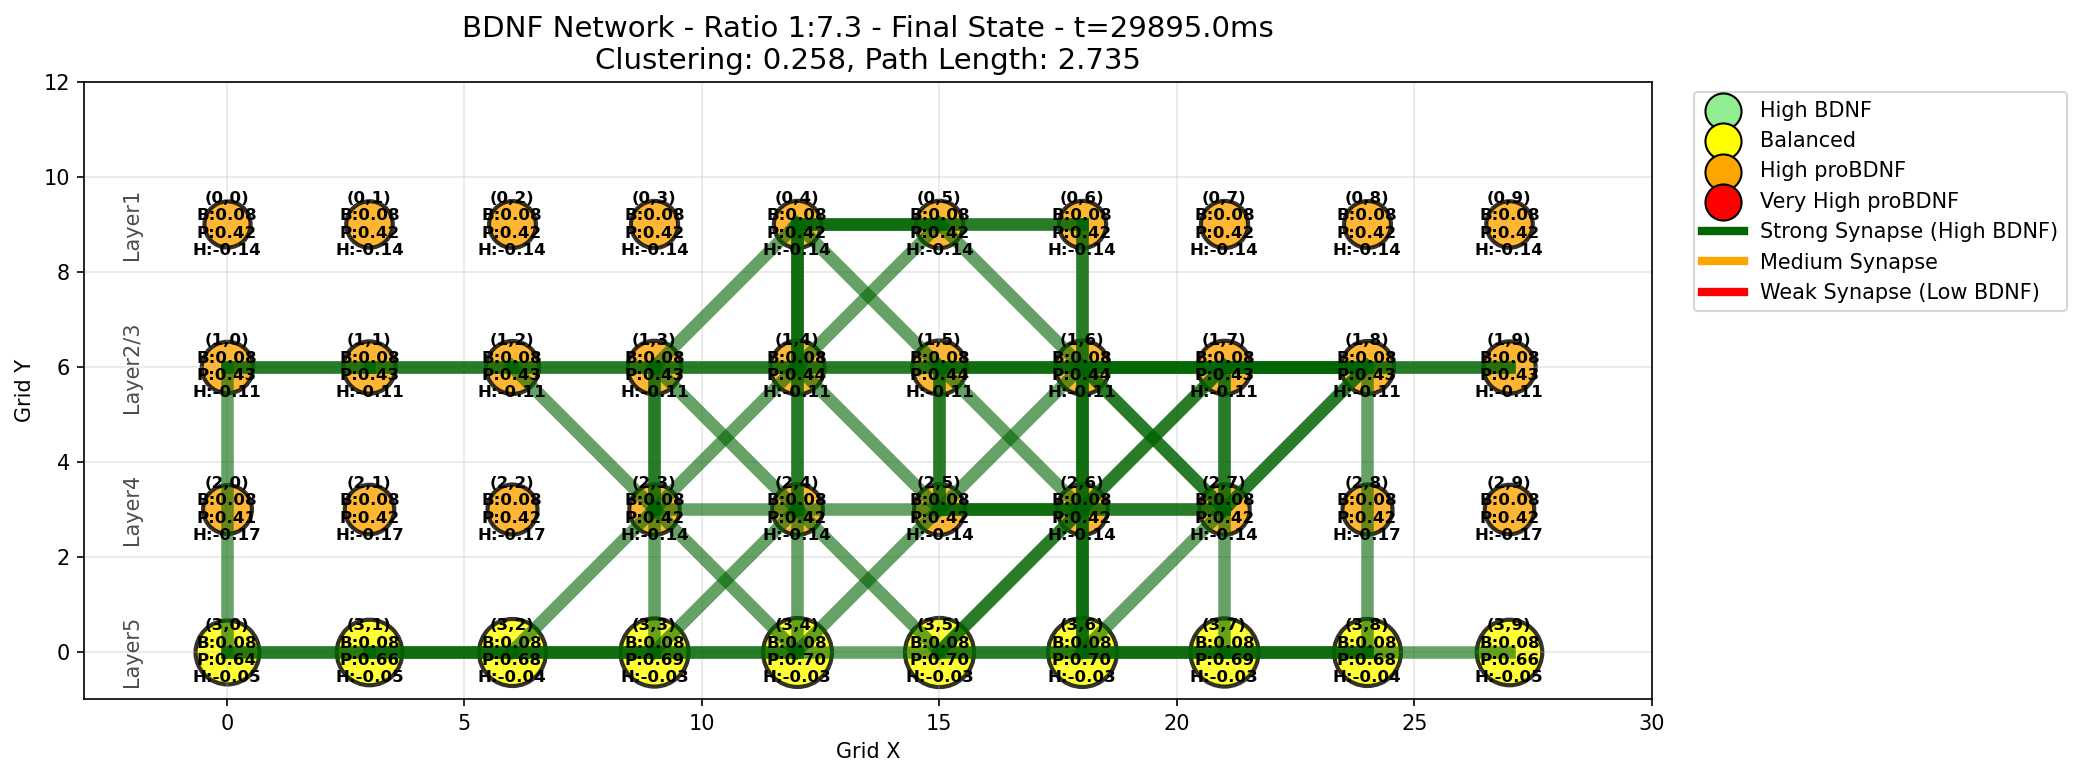 BDNF Network - Ratio 1:7.3 - Final State - t=29895.0ms
Clustering: 0.258, Path Length: 2.735
High BDNF
Balanced
High proBDNF
Very High proBDNF
Strong Synapse (High BDNF)
Medium Synapse
Weak Synapse (Low BDNF)
Grid Y
12
10
8
6
4
2
0
Layer1
(0,0) (0,1) (0,2) (0,3) (0,4) (0,5) (0,6) (0,7) (0,8) (0,9)
B:0.08 B:0.08 B:0.08 B:0.08 B:0.08 B:0.08 B:0.08 B:0.08 B:0.08 B:0.08
P:0.42 P:0.42 P:0.42 P:0.42 P:0.42 P:0.42 P:0.42 P:0.42 P:0.42 P:0.42
H:-0.14 H:-0.14 H:-0.14 H:-0.14 H:-0.14 H:-0.14 H:-0.14 H:-0.14 H:-0.14 H:-0.14
Layer2/3
(1,0) (1,1) (1,2) (1,3) (1,4) (1,5) (1,6) (1,7) (1,8) (1,9)
B:0.08 B:0.08 B:0.08 B:0.08 B:0.08 B:0.08 B:0.08 B:0.08 B:0.08 B:0.08
P:0.43 P:0.43 P:0.43 P:0.43 P:0.44 P:0.44 P:0.44 P:0.43 P:0.43 P:0.43
H:-0.11 H:-0.11 H:-0.11 H:-0.11 H:-0.11 H:-0.11 H:-0.11 H:-0.11 H:-0.11 H:-0.11
Layer4
(2,0) (2,1) (2,2) (2,3) (2,4) (2,5) (2,6) (2,7) (2,8) (2,9)
B:0.08 B:0.08 B:0.08 B:0.08 B:0.08 B:0.08 B:0.08 B:0.08 B:0.08 B:0.08
P:0.42 P:0.42 P:0.42 P:0.42 P:0.42 P:0.42 P:0.42 P:0.42 P:0.42
H:-0.17 H:-0.17 H:-0.17 H:-0.14 H:-0.14 H:-0.14 H:-0.14 H:-0.14 H:-0.17 H:-0.17
Layer5
(3,0) (3,1) (3,2) (3,3) (3,4) (3,5) (3,6) (3,7) (3,8) (3,9)
B:0.08 B:0.08 B:0.08 B:0.08 B:0.08 B:0.08 B:0.08 B:0.08 B:0.08 B:0.08
P:0.64 P:0.66 P:0.68 P:0.69 P:0.70 P:0.70 P:0.70 P:0.69 P:0.68 P:0.66
H:-0.05 H:-0.05 H:-0.04 H:-0.03 H:-0.03 H:-0.03 H:-0.03 H:-0.03 H:-0.04 H:-0.05
0 5 10 15 20 25 30
Grid X